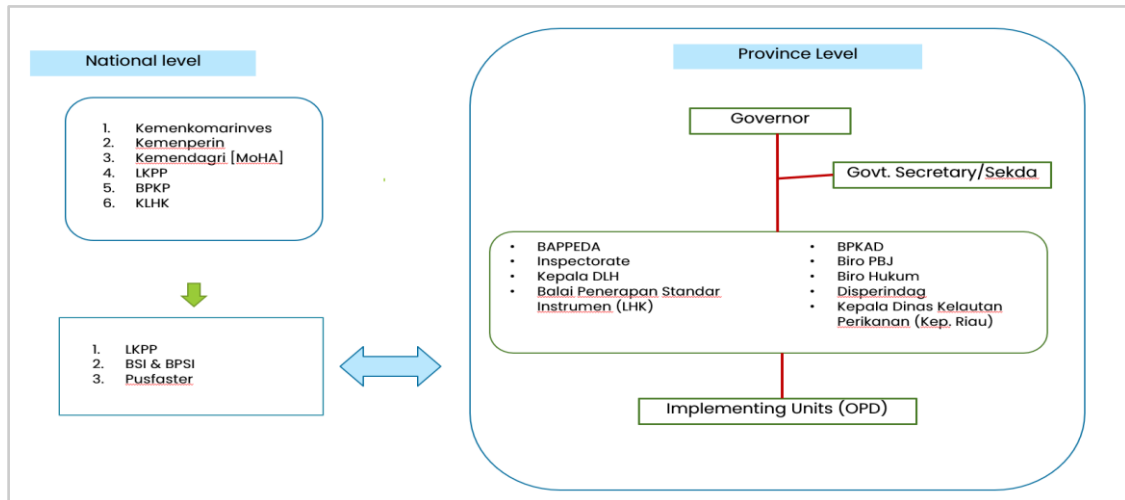 National level
1. Kemenkomarinves
2. Kemenperin
3. Kemendagri [MoHA]
4. LKPP
5. BPKP
6. KLHK
1. LKPP
2. BSI & BPSI
3. Pusfaster
Province Level
Governor
Govt. Secretary/Sekda
• BAPPEDA
• Inspectorate
• Kepala DLH
• Balai Penerapan Standar
Instrumen (LHK)
• BPKAD
• Biro PBJ
• Biro Hukum
• Disperindag
• Kepala Dinas Kelautan
Perikanan (Kep. Riau)
Implementing Units (OPD)